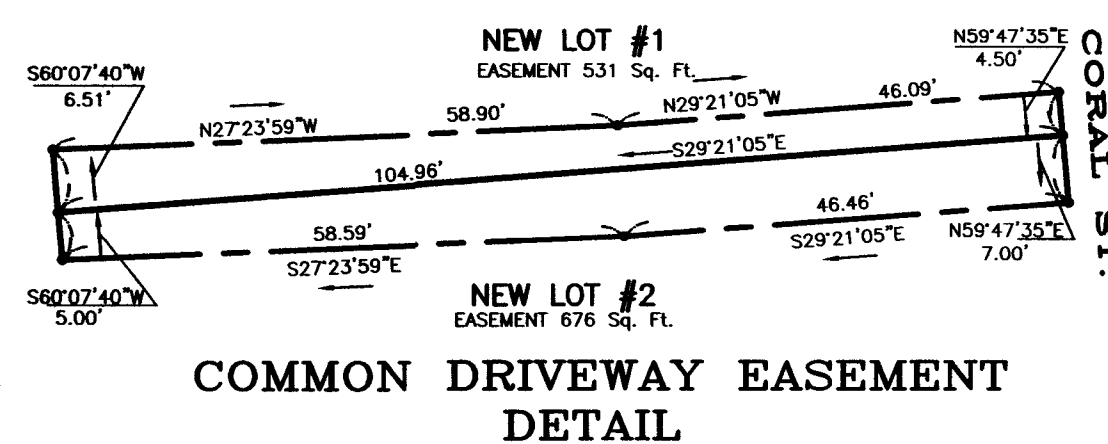 NEW LOT #1
EASEMENT 531 Sq. Ft.
N59°47'35"E
4.50'
CORAL ST.
S60°07'40"W
6.51'
N27°23'59"W
58.90'
N29°21'05"W
46.09'
104.96'
S29°21'05"E
58.59'
S27°23'59"E
46.46'
S29°21'05"E
N59°47'35"E
7.00'
S60°07'40"W
5.00'
NEW LOT #2
EASEMENT 676 Sq. Ft.
COMMON DRIVEWAY EASEMENT
DETAIL